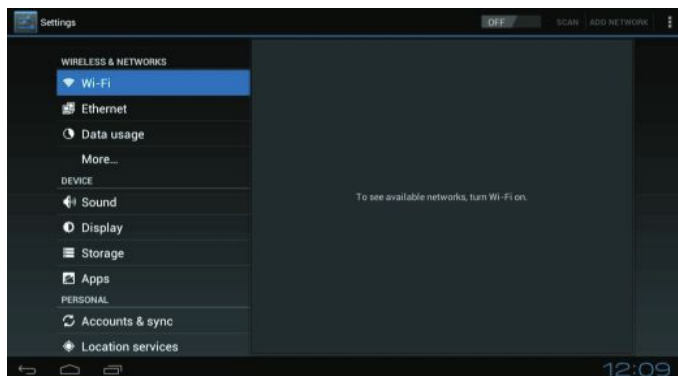 Settings
OFF SCAN ADD NETWORK
WIRELESS & NETWORKS
Wi-Fi
Ethernet
Data usage
More...
DEVICE
Sound
Display
Storage
Apps
PERSONAL
Accounts & sync
Location services
To see available networks, turn Wi-Fi on.
12:09